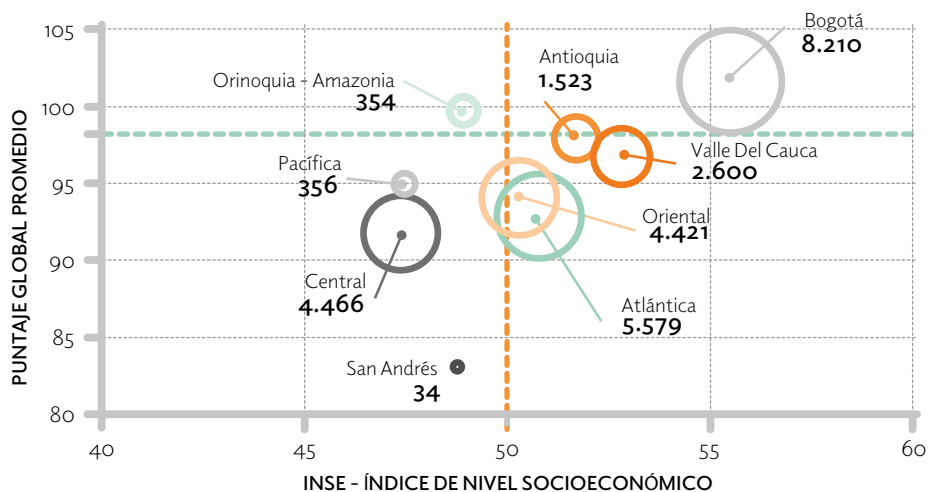 PUNTAJE GLOBAL PROMEDIO
105
100
95
90
85
80
Bogotá
8.210
Antioquia
1.523
Orinoquia - Amazonia
354
Valle Del Cauca
2.600
Pacífica
356
Oriental
4.421
Central
4.466
Atlántica
5.579
San Andrés
34
40
45
50
55
60
INSE - ÍNDICE DE NIVEL SOCIOECONÓMICO